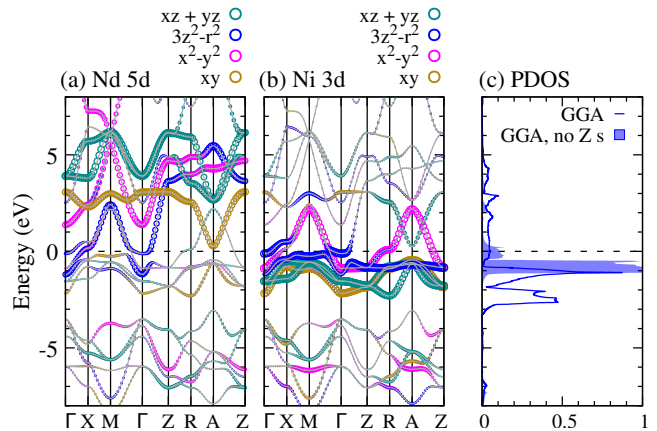 xz + yz xz + yz
3z²-r² 3z²-r²
x²-y² x²-y²
(a) Nd 5d xy (b) Ni 3d xy (c) PDOS
GGA
GGA, no Z s
5
0
-5
Energy (eV)
Γ X M Γ Z R A Z Γ X M Γ Z R A Z 0 0.5 1